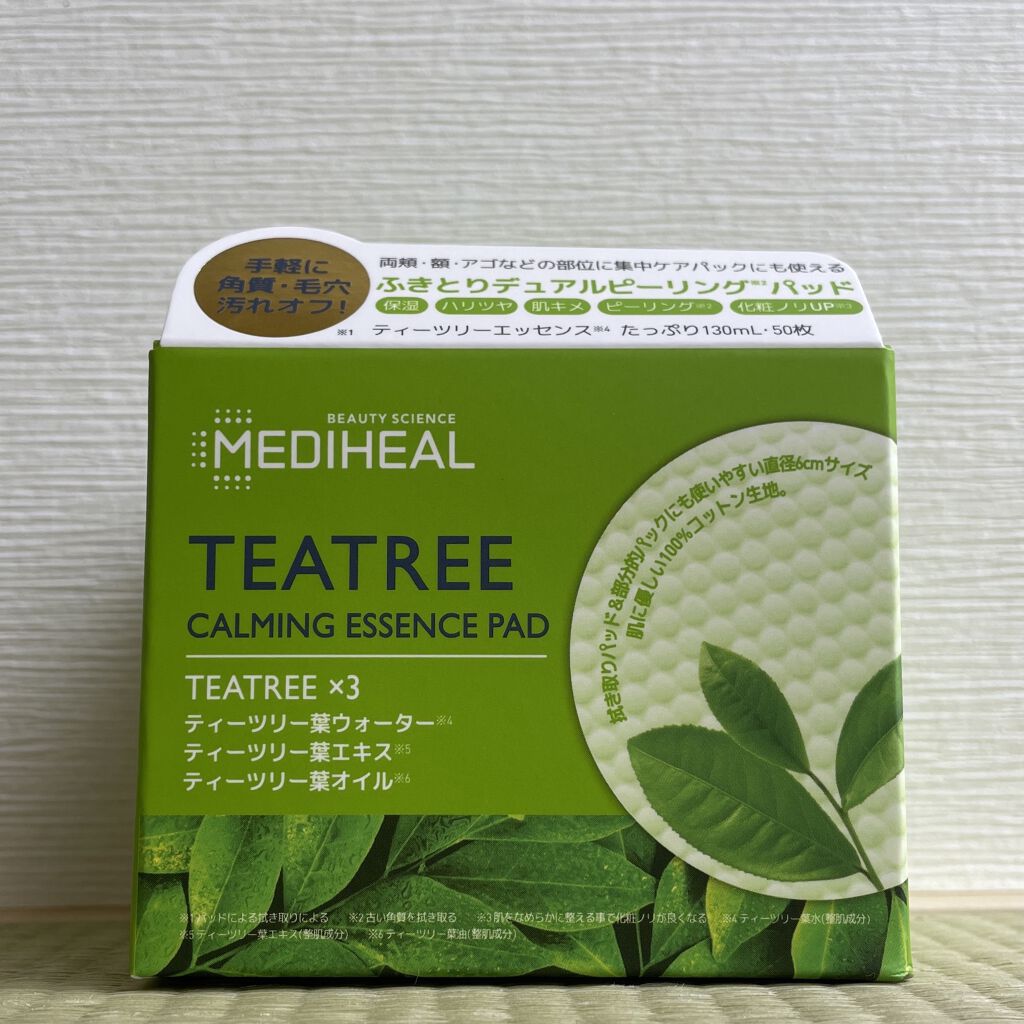 手軽に
角質・毛穴
汚れオフ!
※1
両頬・額・アゴなどの部位に集中ケアパックにも使える
ふきとりデュアルピーリング※2パッド
保湿 ハリツヤ 肌キメ ピーリング※2 化粧ノリUP※3
ティーツリーエッセンス※4 たっぷり130mL・50枚
BEAUTY SCIENCE
MEDIHEAL
TEATREE
CALMING ESSENCE PAD
TEATREE ×3
ティーツリー葉ウォーター※4
ティーツリー葉エキス※5
ティーツリー葉オイル※6
拭き取りパッド&部分的パックにも使いやすい直径6cmサイズ
肌に優しい100%コットン生地。
※1 パッドによる拭き取りによる ※2 古い角質を拭き取る ※3 肌をなめらかに整える事で化粧ノリが良くなる ※4 ティーツリー葉水(整肌成分)
※5 ティーツリー葉エキス(整肌成分) ※6 ティーツリー葉油(整肌成分)